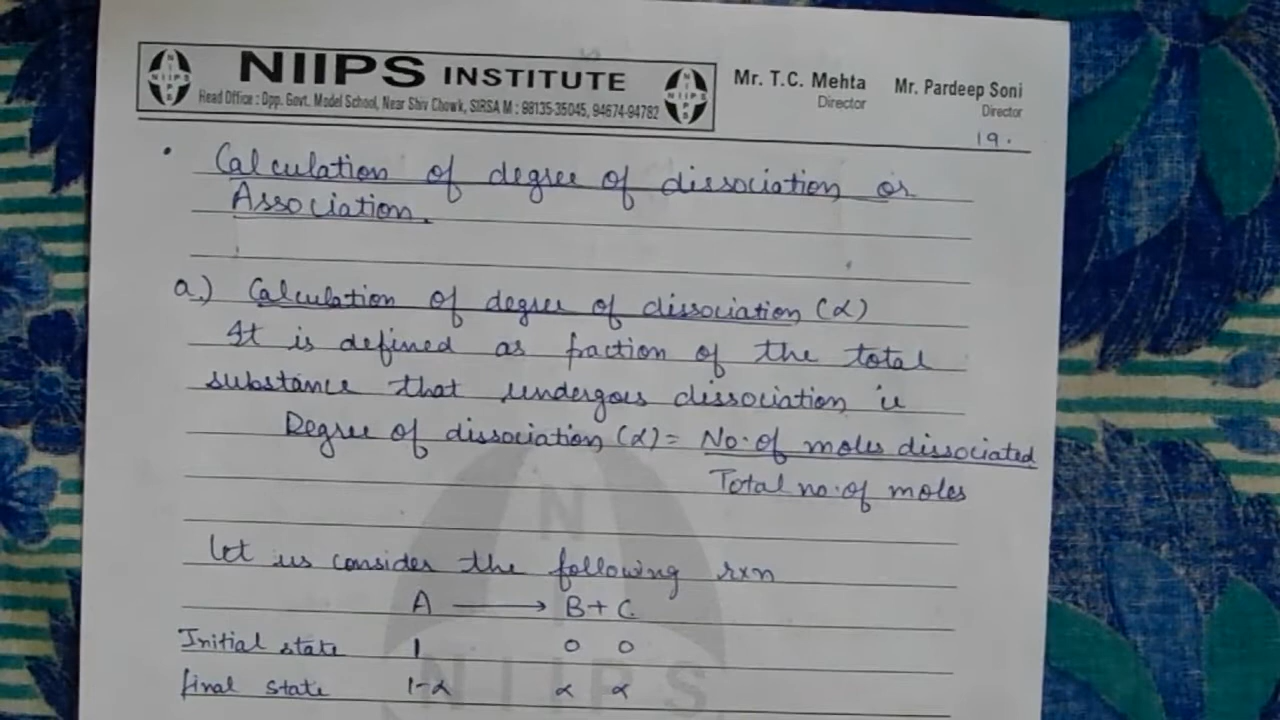 NIIPS INSTITUTE
Head Office : Opp. Govt. Model School, Near Shiv Chowk, SIRSA M : 98135-35045, 94674-94782
Mr. T.C. Mehta
Director
Mr. Pardeep Soni
Director
19.
• Calculation of degree of dissociation or
Association.
a.) Calculation of degree of dissociation (α)
It is defined as fraction of the total
substance that undergoes dissociation ie
Degree of dissociation (α) = No. of moles dissociated
Total no. of moles
Let us consider the following rxn
A ⟶ B + C
Initial state 1 0 0
final state 1-α α α
NIIPS